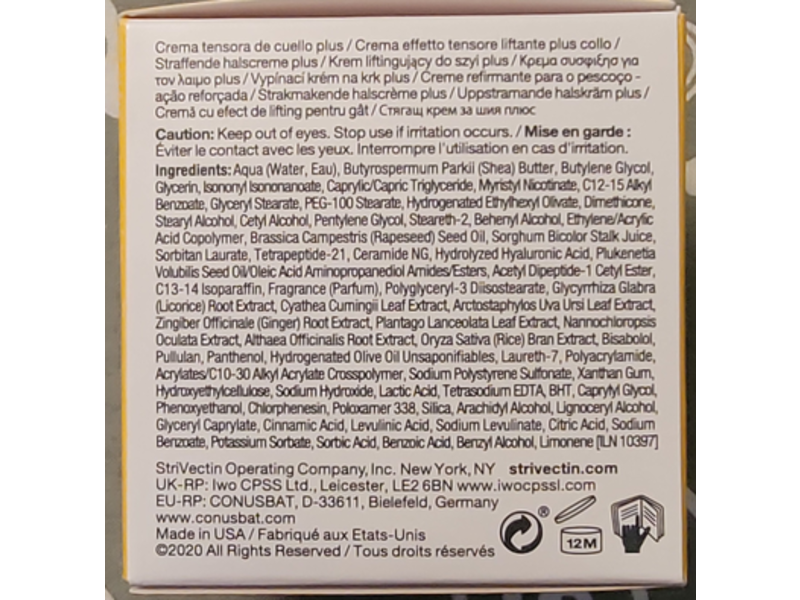 Crema tensora de cuello plus / Crema effetto tensore liftante plus collo /
Straffende halscreme plus / Krem liftingujący do szyi plus / Κρεμα συσφιξησ για
τον λαιμο plus / Vypínací krém na krk plus / Creme refirmante para o pescoço -
ação reforçada / Strakmakende halscrème plus / Uppstramande halskräm plus /
Cremă cu efect de lifting pentru gât / Стягащ крем за шия плюс
Caution: Keep out of eyes. Stop use if irritation occurs. / Mise en garde :
Éviter le contact avec les yeux. Interrompre l'utilisation en cas d'irritation.
Ingredients: Aqua (Water, Eau), Butyrospermum Parkii (Shea) Butter, Butylene Glycol,
Glycerin, Isononyl Isononanoate, Caprylic/Capric Triglyceride, Myristyl Nicotinate, C12-15 Alkyl
Benzoate, Glyceryl Stearate, PEG-100 Stearate, Hydrogenated Ethylhexyl Olivate, Dimethicone,
Stearyl Alcohol, Cetyl Alcohol, Pentylene Glycol, Steareth-2, Behenyl Alcohol, Ethylene/Acrylic
Acid Copolymer, Brassica Campestris (Rapeseed) Seed Oil, Sorghum Bicolor Stalk Juice,
Sorbitan Laurate, Tetrapeptide-21, Ceramide NG, Hydrolyzed Hyaluronic Acid, Plukenetia
Volubilis Seed Oil/Oleic Acid Aminopropanediol Amides/Esters, Acetyl Dipeptide-1 Cetyl Ester,
C13-14 Isoparaffin, Fragrance (Parfum), Polyglyceryl-3 Diisostearate, Glycyrrhiza Glabra
(Licorice) Root Extract, Cyathea Cumingii Leaf Extract, Arctostaphylos Uva Ursi Leaf Extract,
Zingiber Officinale (Ginger) Root Extract, Plantago Lanceolata Leaf Extract, Nannochloropsis
Oculata Extract, Althaea Officinalis Root Extract, Oryza Sativa (Rice) Bran Extract, Bisabolol,
Pullulan, Panthenol, Hydrogenated Olive Oil Unsaponifiables, Laureth-7, Polyacrylamide,
Acrylates/C10-30 Alkyl Acrylate Crosspolymer, Sodium Polystyrene Sulfonate, Xanthan Gum,
Hydroxyethylcellulose, Sodium Hydroxide, Lactic Acid, Tetrasodium EDTA, BHT, Caprylyl Glycol,
Phenoxyethanol, Chlorphenesin, Poloxamer 338, Silica, Arachidyl Alcohol, Lignoceryl Alcohol,
Glyceryl Caprylate, Cinnamic Acid, Levulinic Acid, Sodium Levulinate, Citric Acid, Sodium
Benzoate, Potassium Sorbate, Sorbic Acid, Benzoic Acid, Benzyl Alcohol, Limonene [ILN 10397]
StriVectin Operating Company, Inc. New York, NY strivectin.com
UK-RP: Iwo CPSS Ltd., Leicester, LE2 6BN www.iwocpssl.com
EU-RP: CONUSBAT, D-33611, Bielefeld, Germany
www.conusbat.com
Made in USA / Fabriqué aux Etats-Unis
©2020 All Rights Reserved / Tous droits réservés
®
12M